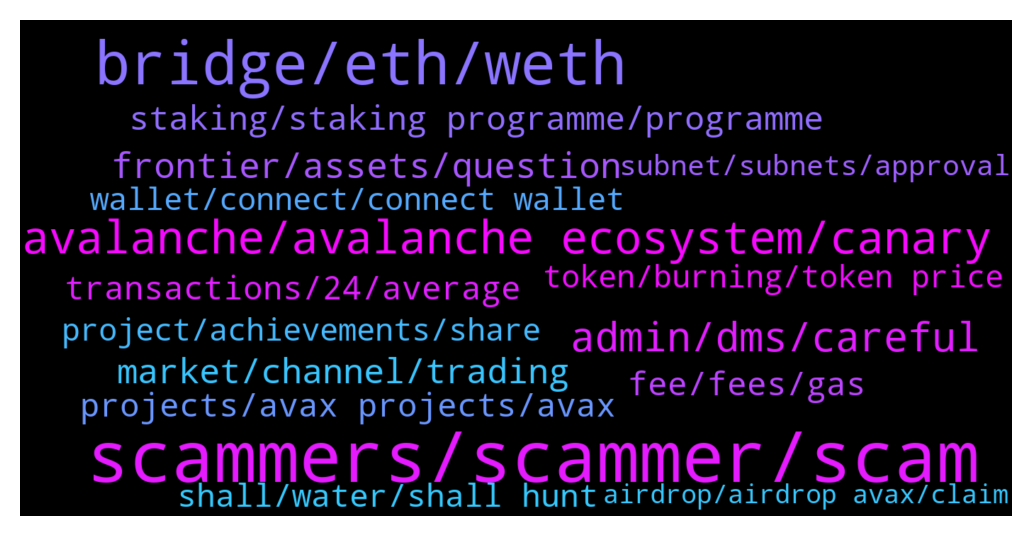 bridge/eth/weth
staking/staking programme/programme
frontier/assets/question
subnet/subnets/approval
wallet/connect/connect wallet
avalanche/avalanche ecosystem/canary
transactions/24/average
token/burning/token price
project/achievements/share
admin/dms/careful
market/channel/trading
fee/fees/gas
projects/avax projects/avax
scammers/scammer/scam
shall/water/shall hunt
airdrop/airdrop avax/claim